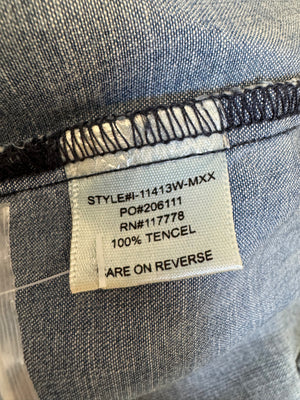 STYLE#I-11413W-MXX
PO#206111
RN#117778
100% TENCEL
CARE ON REVERSE